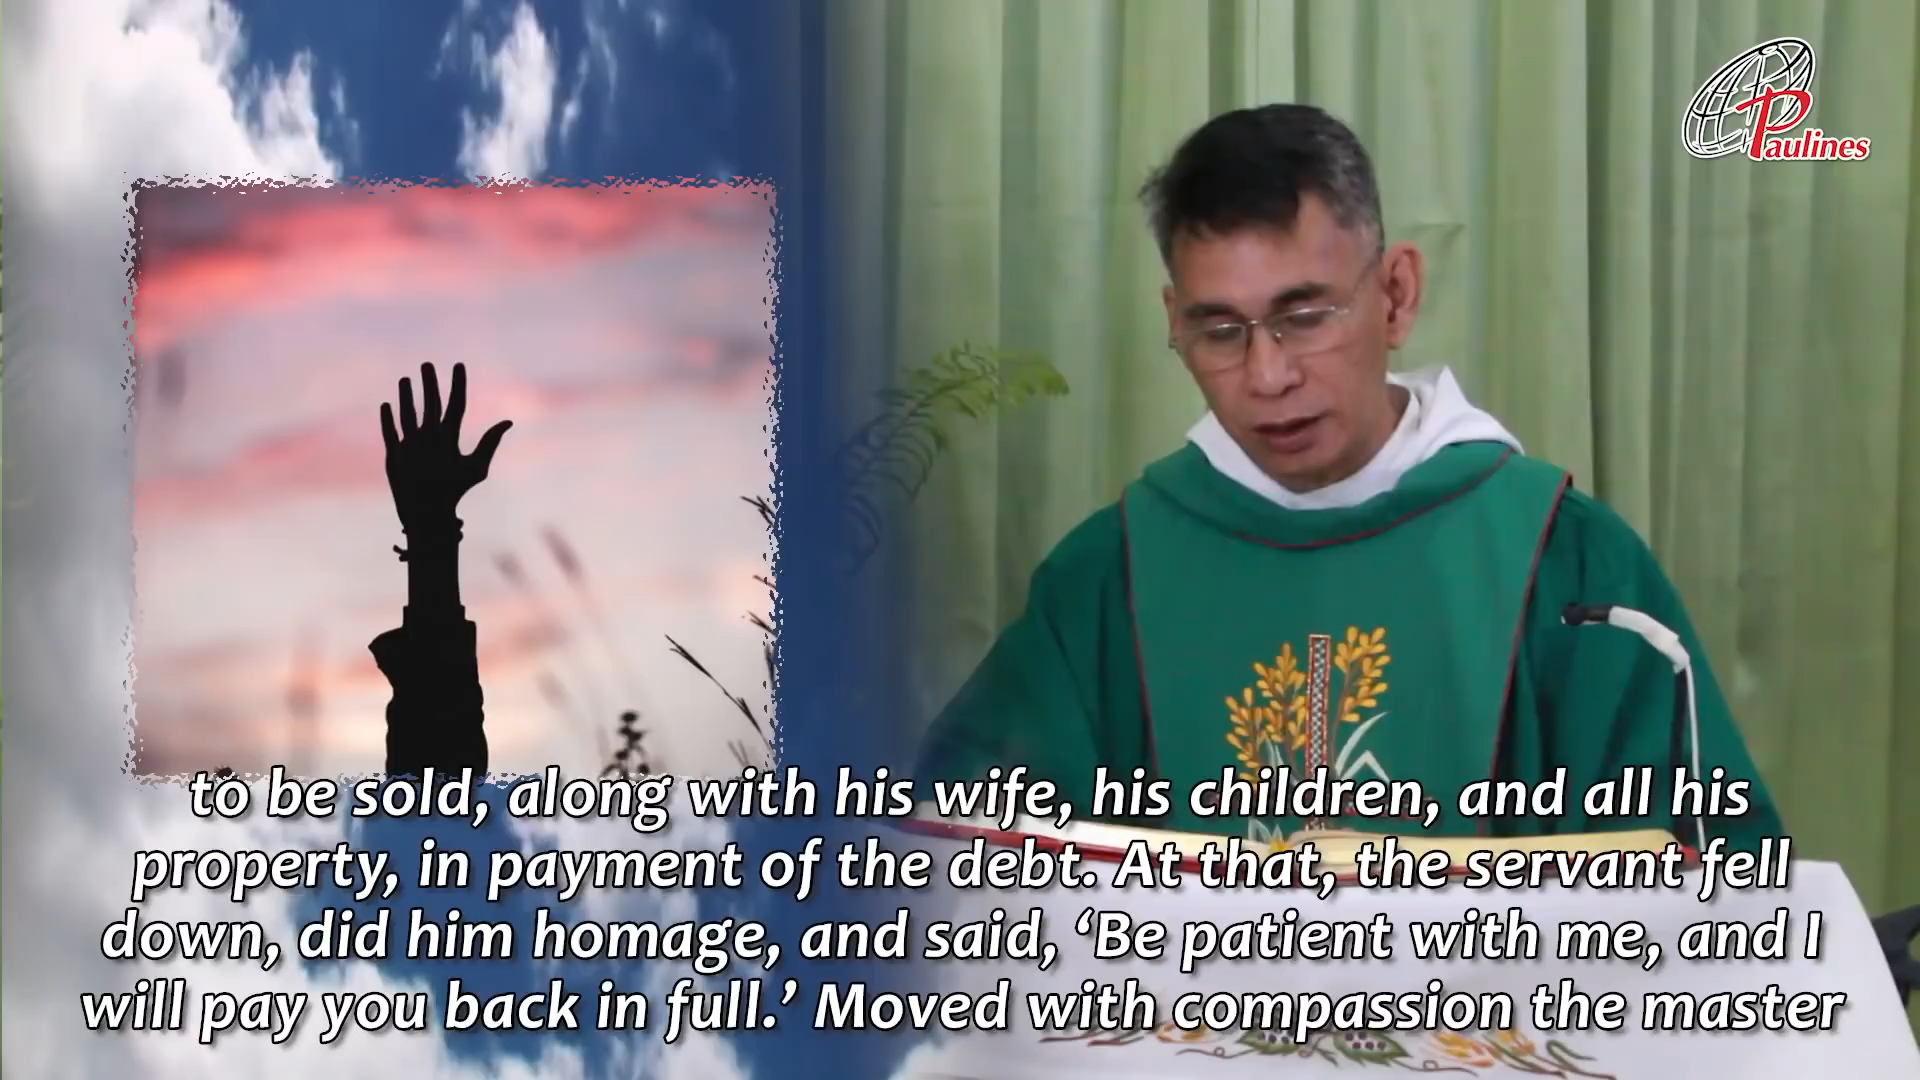 Paulines
to be sold, along with his wife, his children, and all his
property, in payment of the debt. At that, the servant fell
down, did him homage, and said, ‘Be patient with me, and I
will pay you back in full.’ Moved with compassion the master